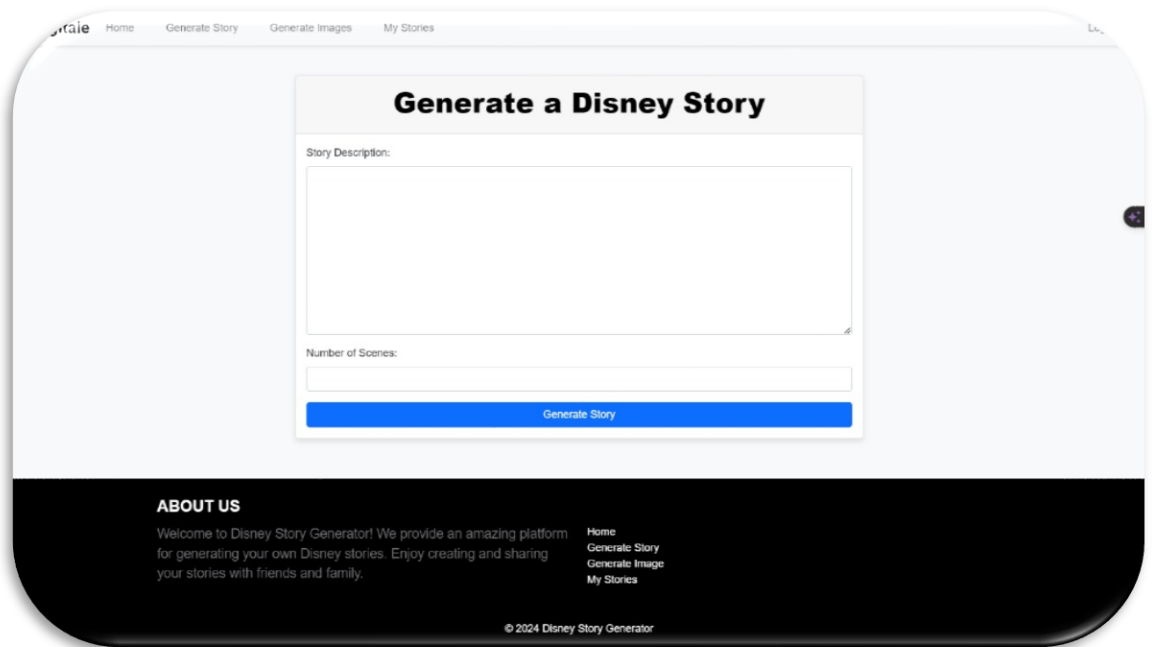 Home Generate Story Generate Images My Stories
Generate a Disney Story
Story Description:
Number of Scenes:
Generate Story
ABOUT US
Welcome to Disney Story Generator! We provide an amazing platform
for generating your own Disney stories. Enjoy creating and sharing
your stories with friends and family.
Home
Generate Story
Generate Image
My Stories
© 2024 Disney Story Generator